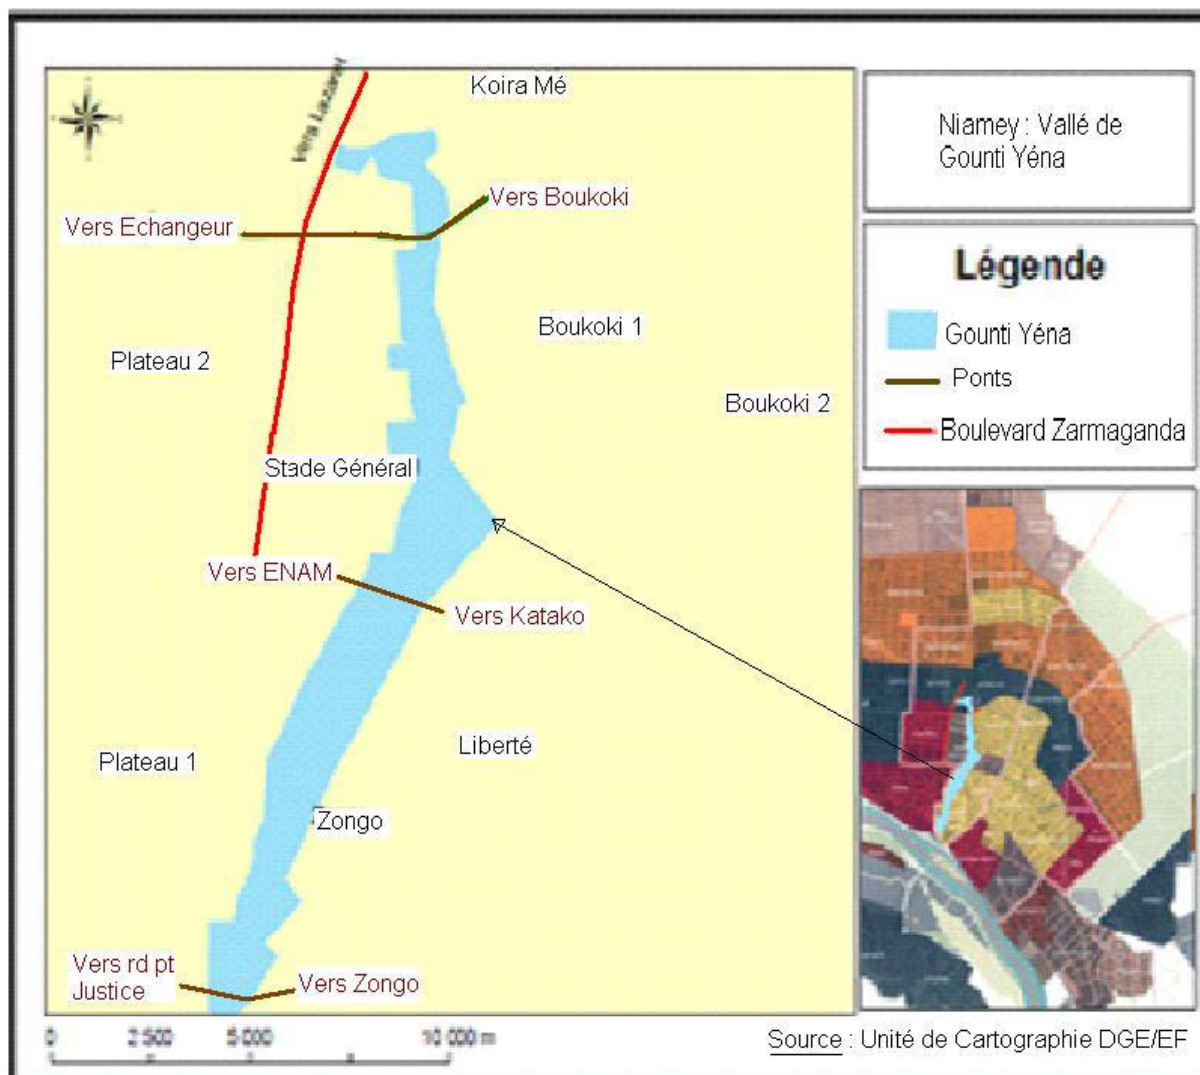 Koira Mé
Vers Lazaret
Vers Echangeur
Vers Boukoki
Boukoki 1
Plateau 2
Boukoki 2
Stade Général
Vers ENAM
Vers Katako
Liberté
Plateau 1
Zongo
Vers rd pt
Justice
Vers Zongo
0 2 500 5 000 10 000 m
Niamey : Vallé de
Gounti Yéna
Légende
Gounti Yéna
Ponts
Boulevard Zarmaganda
Source : Unité de Cartographie DGE/EF